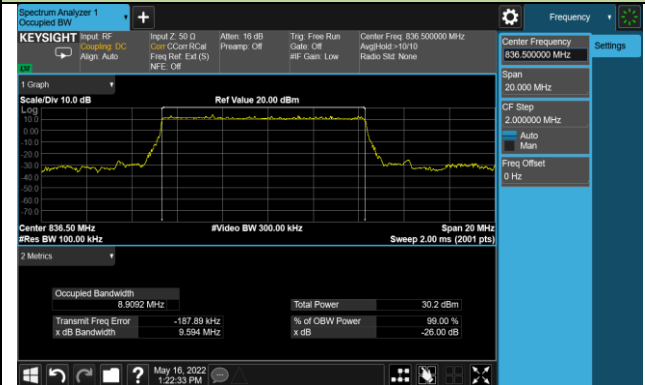 Spectrum Analyzer 1
Occupied BW
Frequency
KEYSIGHT
Input: RF
Coupling: DC
Align: Auto
Input Z: 50 Ω
Corr CCorr RCal
Freq Ref: Ext (S)
NFE: Off
Atten: 16 dB
Preamp: Off
Trig: Free Run
Gate: Off
#IF Gain: Low
Center Freq: 836.500000 MHz
Avg|Hold:>10/10
Radio Std: None
1 Graph
Scale/Div 10.0 dB
Ref Value 20.00 dBm
Log
10.0
0.00
-10.0
-20.0
-30.0
-40.0
-50.0
-60.0
-70.0
Center 836.50 MHz
#Video BW 300.00 kHz
Span 20 MHz
#Res BW 100.00 kHz
Sweep 2.00 ms (2001 pts)
2 Metrics
Occupied Bandwidth
8.9092 MHz
Total Power 30.2 dBm
Transmit Freq Error -187.89 kHz
% of OBW Power 99.00 %
x dB Bandwidth 9.594 MHz
x dB -26.00 dB
May 16, 2022
1:22:33 PM
Center Frequency
836.500000 MHz
Settings
Span
20.000 MHz
CF Step
2.000000 MHz
Auto
Man
Freq Offset
0 Hz